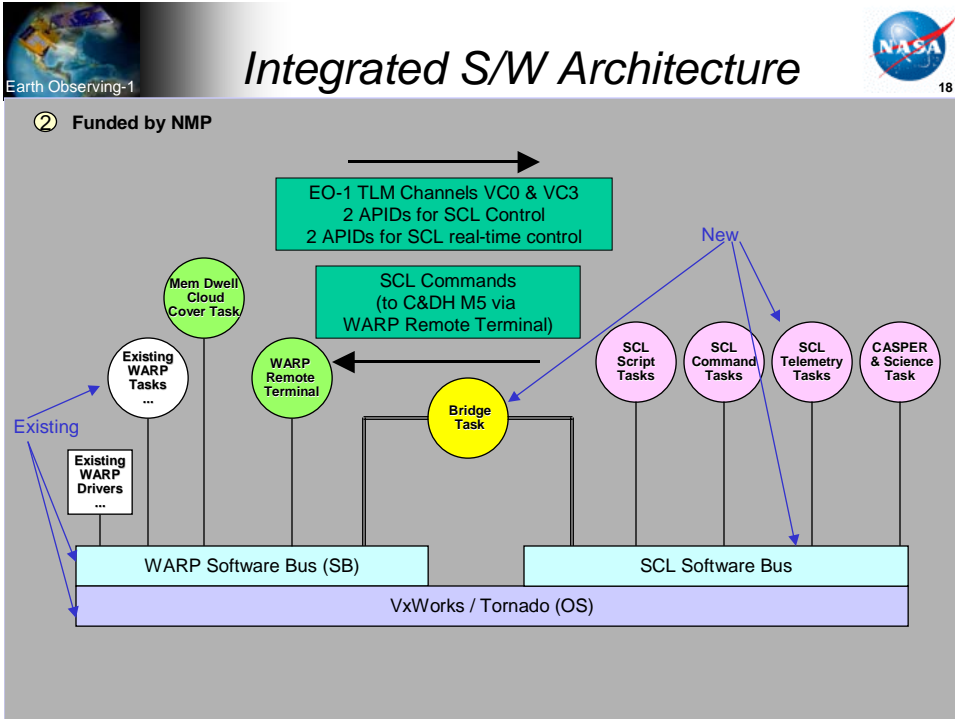 Earth Observing-1
Integrated S/W Architecture
NASA
18
2 Funded by NMP
EO-1 TLM Channels VC0 & VC3
2 APIDs for SCL Control
2 APIDs for SCL real-time control
New
Mem Dwell
Cloud
Cover Task
SCL Commands
(to C&DH M5 via
WARP Remote Terminal)
Existing
WARP
Tasks
...
WARP
Remote
Terminal
SCL
Script
Tasks
SCL
Command
Tasks
SCL
Telemetry
Tasks
CASPER
& Science
Task
Bridge
Task
Existing
Existing
WARP
Drivers
...
WARP Software Bus (SB)
SCL Software Bus
VxWorks / Tornado (OS)